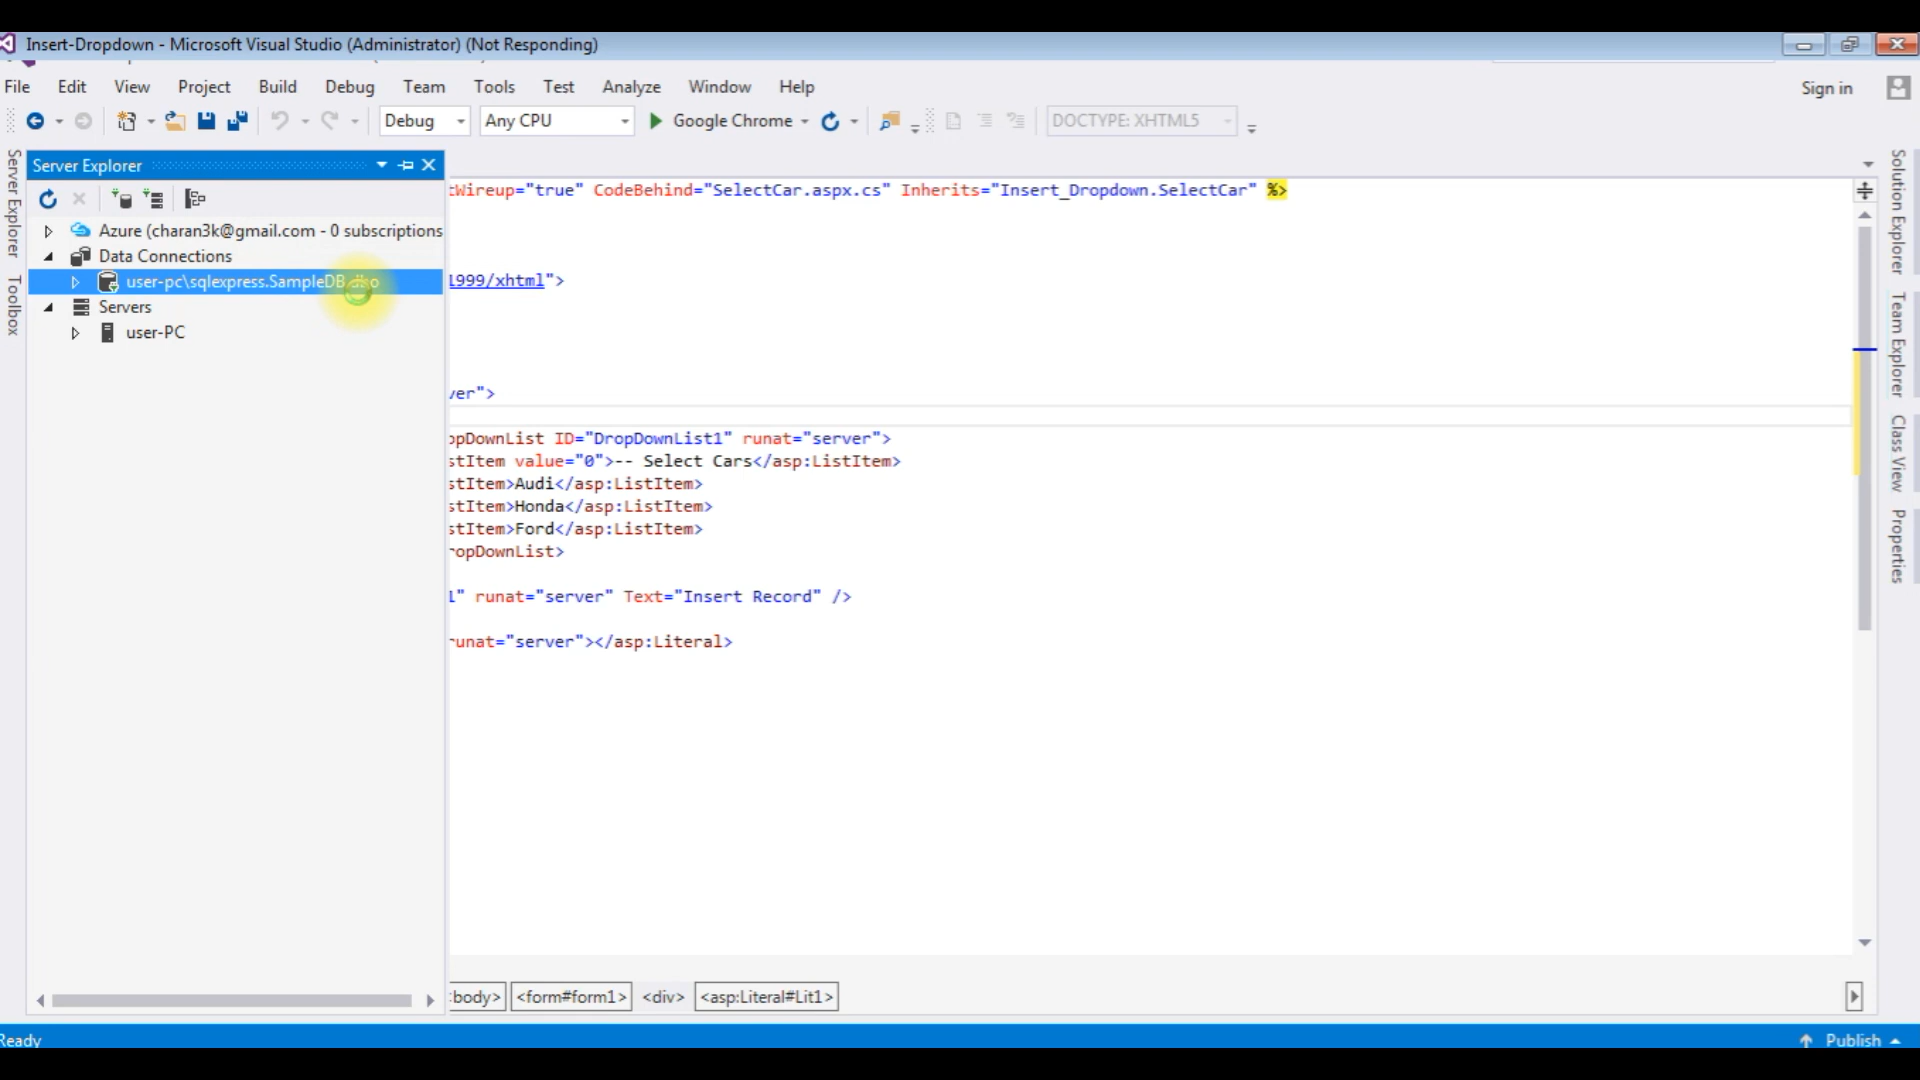 Insert-Dropdown - Microsoft Visual Studio (Administrator) (Not Responding)
File Edit View Project Build Debug Team Tools Test Analyze Window Help Sign in
Debug Any CPU Google Chrome DOCTYPE: XHTML5
Server Explorer
Toolbox
Server Explorer
Azure (charan3k@gmail.com - 0 subscriptions
Data Connections
user-pc\sqlexpress.SampleDB.dbo
Servers
user-PC
tWireup="true" CodeBehind="SelectCar.aspx.cs" Inherits="Insert_Dropdown.SelectCar" %>
1999/xhtml">
ver">
opDownList ID="DropDownList1" runat="server">
stItem value="0">-- Select Cars</asp:ListItem>
stItem>Audi</asp:ListItem>
stItem>Honda</asp:ListItem>
stItem>Ford</asp:ListItem>
ropDownList>
1" runat="server" Text="Insert Record" />
runat="server"></asp:Literal>
<body> <form#form1> <div> <asp:Literal#Lit1>
Solution Explorer
Team Explorer
Class View
Properties
Ready Publish